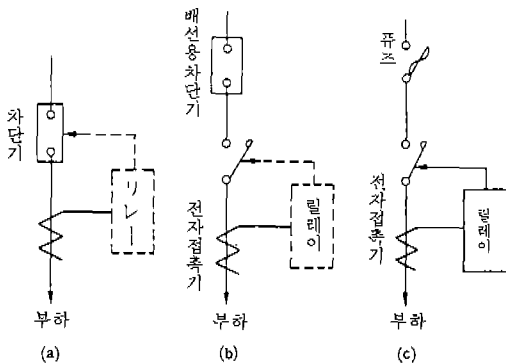 차단기
リレー
부하
(a)
배선용차단기
전자접촉기
릴레이
부하
(b)
퓨즈
전자접촉기
릴레이
부하
(c)